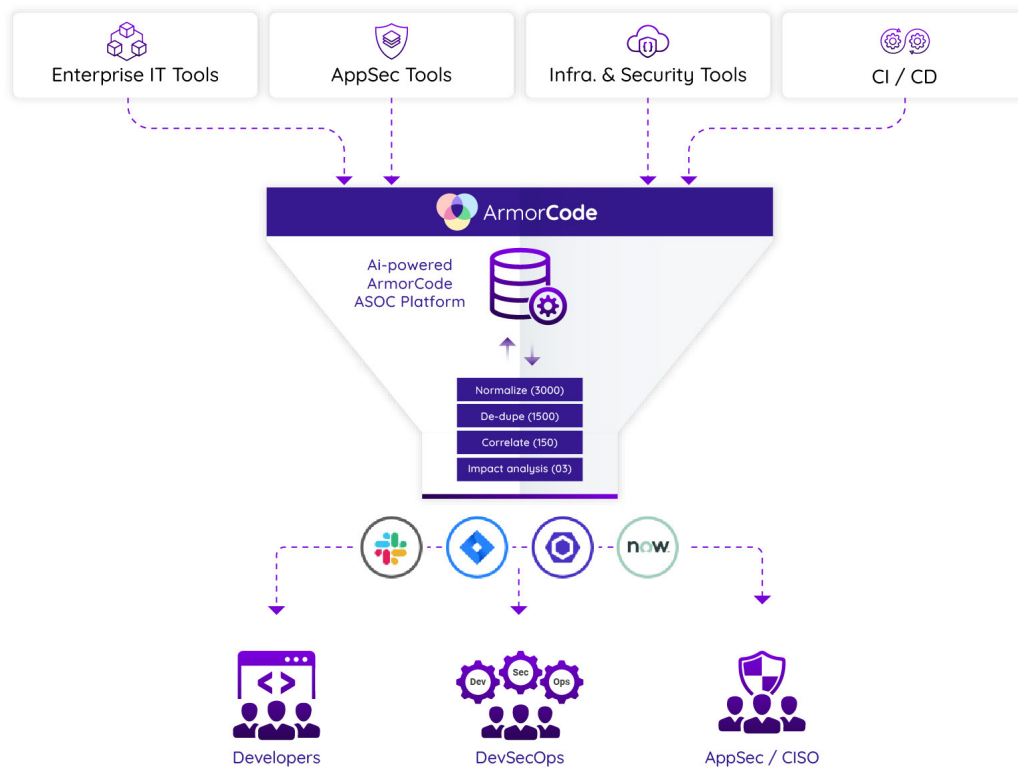 Enterprise IT Tools
AppSec Tools
Infra. & Security Tools
CI / CD
ArmorCode
Ai-powered
ArmorCode
ASOC Platform
Normalize (3000)
De-dupe (1500)
Correlate (150)
Impact analysis (03)
now.
Dev
Sec
Ops
Developers
DevSecOps
AppSec / CISO